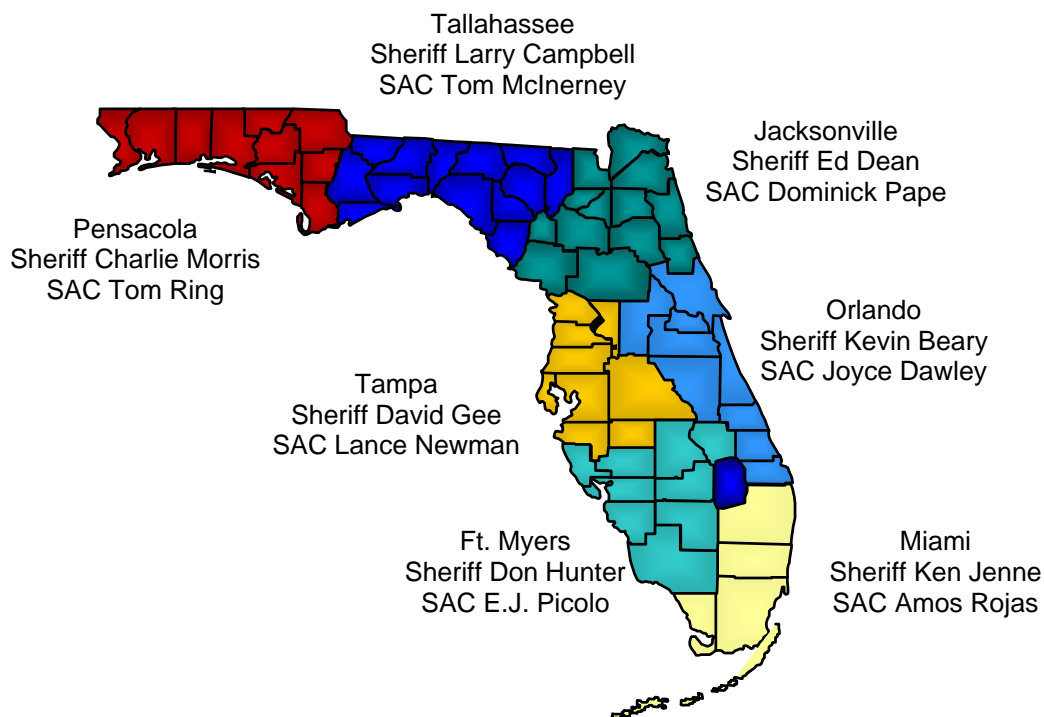 Tallahassee
Sheriff Larry Campbell
SAC Tom McInerney
Jacksonville
Sheriff Ed Dean
SAC Dominick Pape
Pensacola
Sheriff Charlie Morris
SAC Tom Ring
Orlando
Sheriff Kevin Beary
SAC Joyce Dawley
Tampa
Sheriff David Gee
SAC Lance Newman
Ft. Myers
Sheriff Don Hunter
SAC E.J. Picolo
Miami
Sheriff Ken Jenne
SAC Amos Rojas